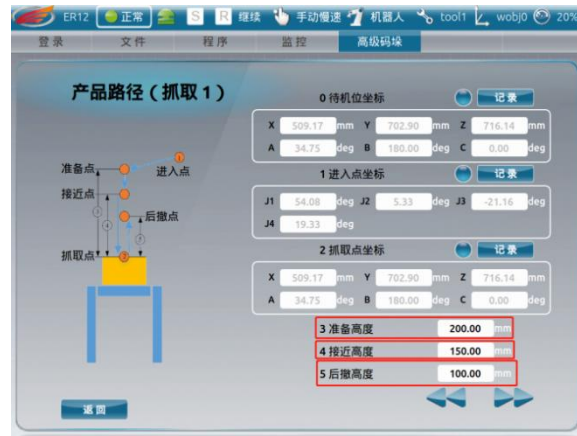 ER12 正常 S R 继续 手动慢速 机器人 tool1 wobj0 20%
登录 文件 程序 监控 高级码垛
产品路径（抓取1）
0 待机位坐标 记录
X 509.17 mm Y 702.90 mm Z 716.14 mm
A 34.75 deg B 180.00 deg C 0.00 deg
1 进入点坐标 记录
J1 54.08 deg J2 5.33 deg J3 -21.16 deg
J4 19.33 deg
2 抓取点坐标 记录
X 509.17 mm Y 702.90 mm Z 716.14 mm
A 34.75 deg B 180.00 deg C 0.00 deg
3 准备高度 200.00 mm
4 接近高度 150.00 mm
5 后撤高度 100.00 mm
准备点
进入点
接近点
后撤点
抓取点
返回